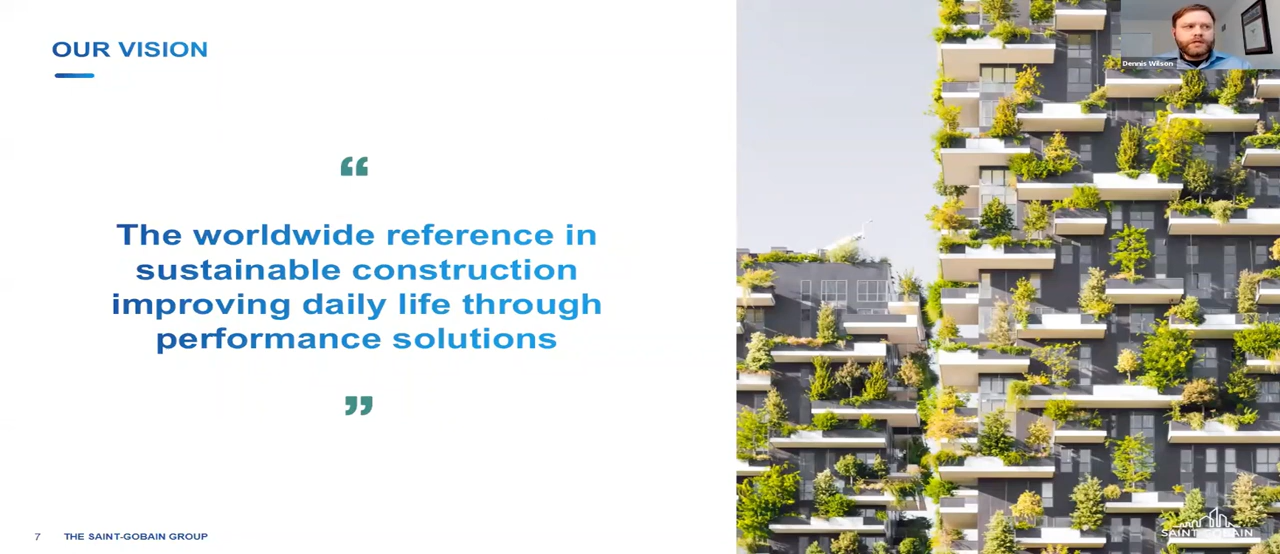 OUR VISION
Dennis Wilson
“
The worldwide reference in
sustainable construction
improving daily life through
performance solutions
”
7 THE SAINT-GOBAIN GROUP
SAINT-GOBAIN